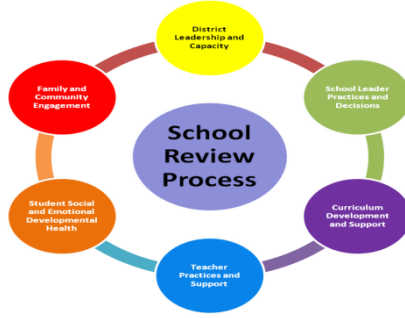 District
Leadership and
Capacity
Family and
Community
Engagement
School Leader
Practices and
Decisions
School
Review
Process
Student Social
and Emotional
Developmental
Health
Curriculum
Development
and Support
Teacher
Practices and
Support